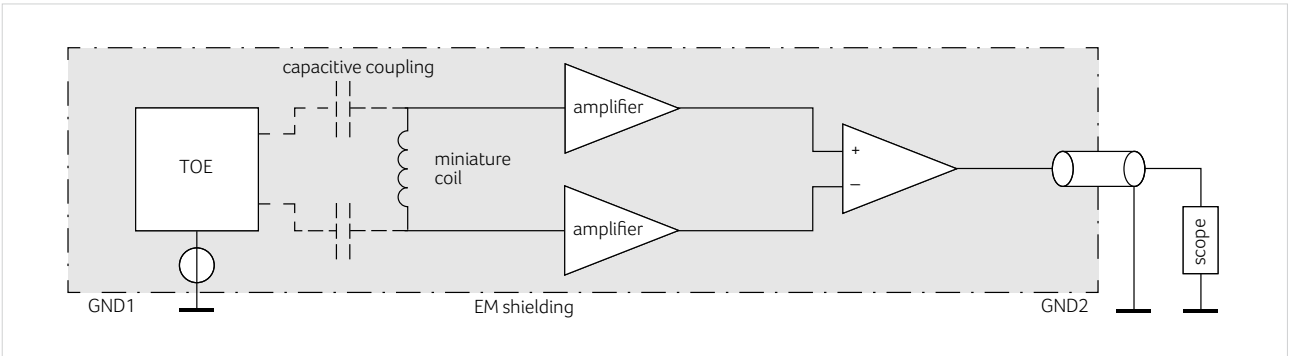 capacitive coupling
amplifier
TOE
miniature
coil
+
–
amplifier
scope
GND1
EM shielding
GND2